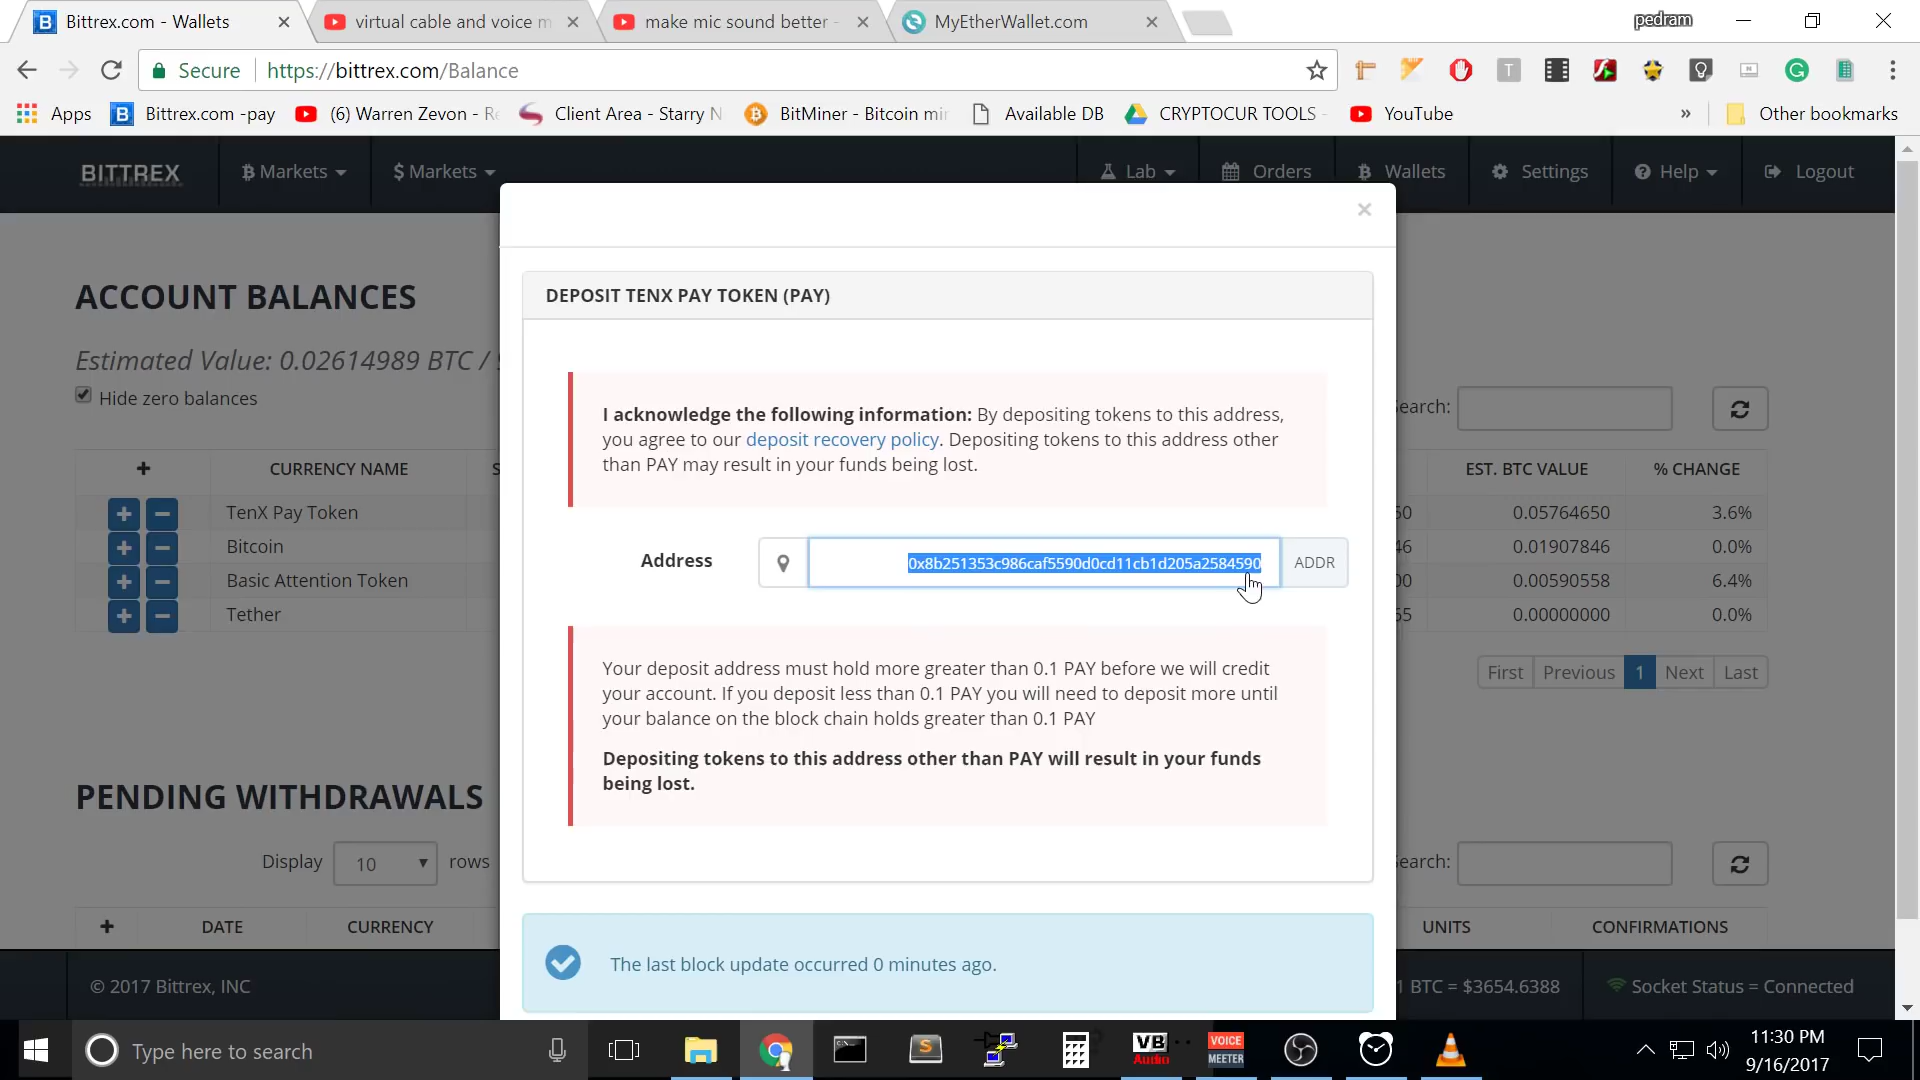 Bittrex.com - Wallets
virtual cable and voice m
make mic sound better -
MyEtherWallet.com
pedram
Secure
https://bittrex.com/Balance
Apps
Bittrex.com -pay
(6) Warren Zevon - Re
Client Area - Starry N
BitMiner - Bitcoin min
Available DB
CRYPTOCUR TOOLS -
YouTube
»
Other bookmarks
BITTREX
Markets
$ Markets
Lab
Orders
Wallets
Settings
Help
Logout
DEPOSIT TENX PAY TOKEN (PAY)
ACCOUNT BALANCES
Estimated Value: 0.02614989 BTC /
Hide zero balances
earch:
I acknowledge the following information: By depositing tokens to this address,
you agree to our deposit recovery policy. Depositing tokens to this address other
than PAY may result in your funds being lost.
CURRENCY NAME
S
EST. BTC VALUE
% CHANGE
TenX Pay Token
50
0.05764650
3.6%
Bitcoin
46
0.01907846
0.0%
Basic Attention Token
00
0.00590558
6.4%
Tether
55
0.00000000
0.0%
Address
0x8b251353c986caf5590d0cd11cb1d205a2584590
ADDR
First
Previous
1
Next
Last
Your deposit address must hold more greater than 0.1 PAY before we will credit
your account. If you deposit less than 0.1 PAY you will need to deposit more until
your balance on the block chain holds greater than 0.1 PAY
Depositing tokens to this address other than PAY will result in your funds
being lost.
PENDING WITHDRAWALS
Display
10
rows
earch:
DATE
CURRENCY
UNITS
CONFIRMATIONS
The last block update occurred 0 minutes ago.
© 2017 Bittrex, INC
1 BTC = $3654.6388
Socket Status = Connected
Type here to search
VB
Audio
VOICE
MEETER
11:30 PM
9/16/2017